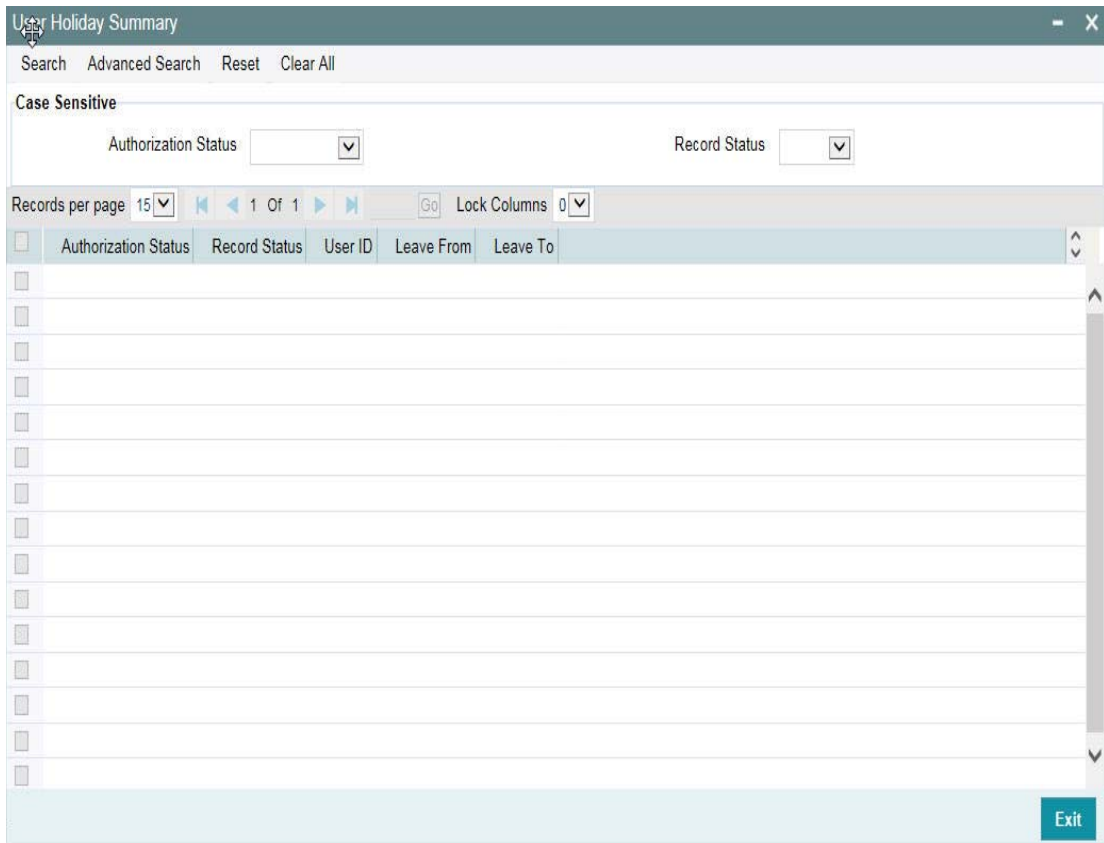 User Holiday Summary
Search Advanced Search Reset Clear All
Case Sensitive
Authorization Status Record Status
Records per page 15 1 Of 1 Go Lock Columns 0
Authorization Status Record Status User ID Leave From Leave To
Exit